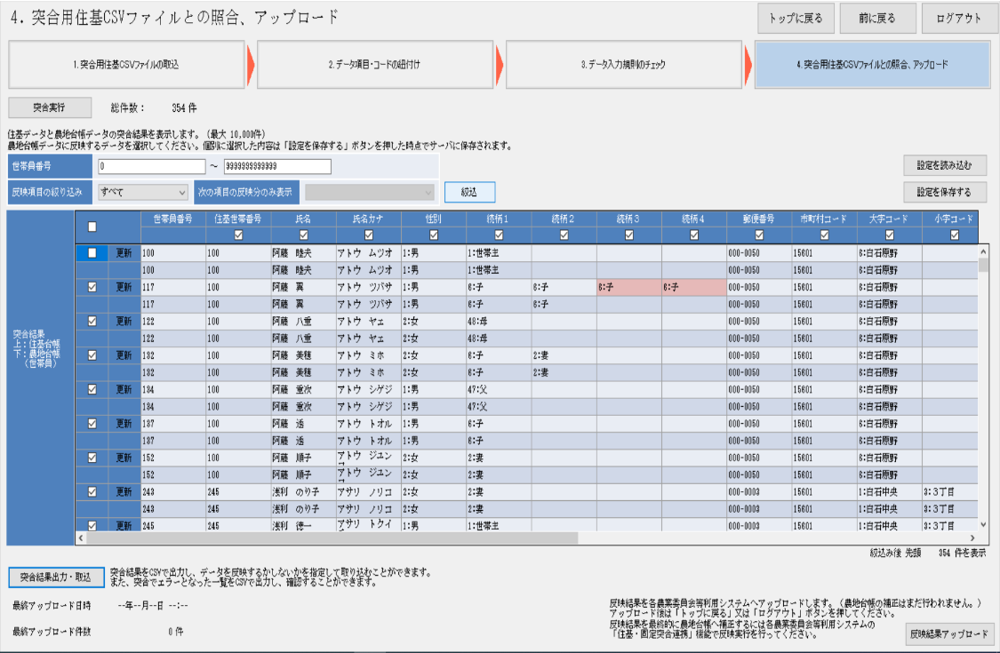 4. 突合用住基CSVファイルとの照合、アップロード
トップに戻る 前に戻る ログアウト
1.突合用住基CSVファイルの取込 2.データ項目・コードの紐付け 3.データ入力規則のチェック 4.突合用住基CSVファイルとの照合、アップロード
突合実行 総件数： 354 件
住基データと農地台帳データの突合結果を表示します。（最大 10,000件）
農地台帳データに反映するデータを選択してください。個別に選択した内容は「設定を保存する」ボタンを押した時点でサーバに保存されます。
世帯員番号 0 ～ 9999999999999 設定を読み込む
反映項目の絞り込み すべて 次の項目の反映分のみ表示 絞込 設定を保存する
世帯員番号 住基世帯番号 氏名 氏名カナ 性別 続柄1 続柄2 続柄3 続柄4 郵便番号 市町村コード 大字コード 小字コード
更新 100 100 阿藤 睦夫 アトウ ムツオ 1:男 1:世帯主 000-0050 15601 6:白石原野
100 100 阿藤 睦夫 アトウ ムツオ 1:男 1:世帯主 000-0050 15601 6:白石原野
更新 117 100 阿藤 翼 アトウ ツバサ 1:男 6:子 6:子 6:子 6:子 000-0050 15601 6:白石原野
117 100 阿藤 翼 アトウ ツバサ 1:男 6:子 6:子 000-0050 15601 6:白石原野
更新 122 100 阿藤 八重 アトウ ヤエ 2:女 48:母 000-0050 15601 6:白石原野
122 100 阿藤 八重 アトウ ヤエ 2:女 48:母 000-0050 15601 6:白石原野
更新 132 100 阿藤 美穂 アトウ ミホ 2:女 6:子 2:妻 000-0050 15601 6:白石原野
132 100 阿藤 美穂 アトウ ミホ 2:女 6:子 2:妻 000-0050 15601 6:白石原野
更新 134 100 阿藤 重次 アトウ シゲジ 1:男 47:父 000-0050 15601 6:白石原野
134 100 阿藤 重次 アトウ シゲジ 1:男 47:父 000-0050 15601 6:白石原野
更新 137 100 阿藤 透 アトウ トオル 1:男 6:子 000-0050 15601 6:白石原野
137 100 阿藤 透 アトウ トオル 1:男 6:子 000-0050 15601 6:白石原野
更新 152 100 阿藤 順子 アトウ ジュン 2:女 2:妻 000-0050 15601 6:白石原野
152 100 阿藤 順子 アトウ ジュン 2:女 2:妻 000-0050 15601 6:白石原野
更新 243 245 浅利 のり子 アサリ ノリコ 2:女 2:妻 000-0003 15601 1:白石中央 3:3丁目
243 245 浅利 のり子 アサリ ノリコ 2:女 2:妻 000-0003 15601 1:白石中央 3:3丁目
更新 245 245 浅利 徳一 アサリ トクイ 1:男 1:世帯主 000-0003 15601 1:白石中央 3:3丁目
突合結果
上：住基台帳
下：農地台帳
（世帯員）
絞込み後 先頭 354 件を表示
突合結果出力・取込
突合結果をCSVで出力し、データを反映するかしないかを指定して取り込むことができます。
また、突合でエラーとなった一覧をCSVで出力し、確認することができます。
最終アップロード日時 --年--月--日 --:--
最終アップロード件数 0 件
反映結果を各農業委員会等利用システムへアップロードします。（農地台帳の補正はまだ行われません。）
アップロード後は「トップに戻る」又は「ログアウト」ボタンを押してください。
反映結果を最終的に農地台帳へ補正するには各農業委員会等利用システムの
「住基・固定突合連携」機能で反映実行を行ってください。
反映結果アップロード